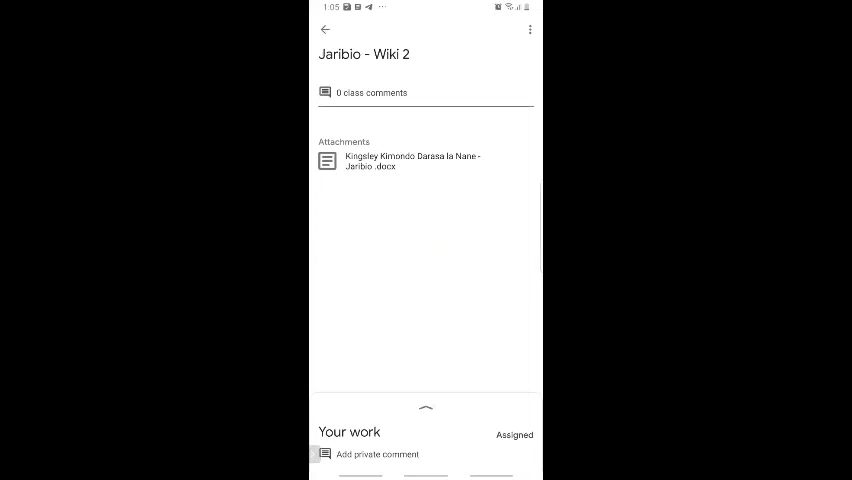 1:05
Jaribio - Wiki 2
0 class comments
Attachments
Kingsley Kimondo Darasa la Nane -
Jaribio .docx
Your work
Assigned
Add private comment